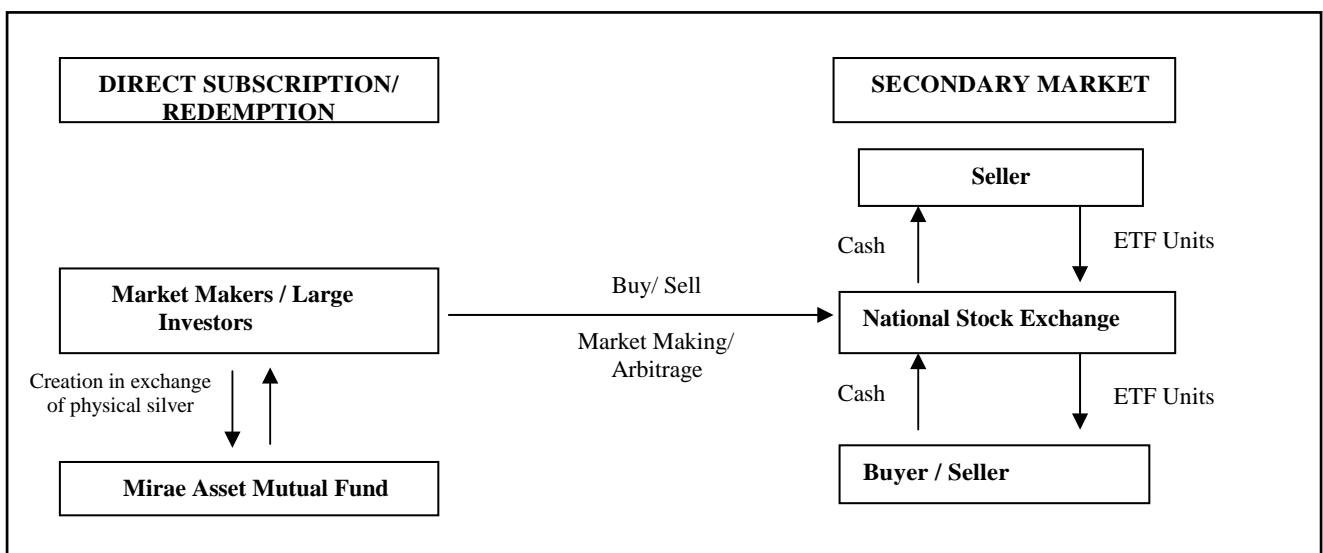 DIRECT SUBSCRIPTION/
REDEMPTION
SECONDARY MARKET
Seller
Cash
ETF Units
Market Makers / Large
Investors
Buy/ Sell
National Stock Exchange
Market Making/
Arbitrage
Creation in exchange
of physical silver
Cash
ETF Units
Mirae Asset Mutual Fund
Buyer / Seller